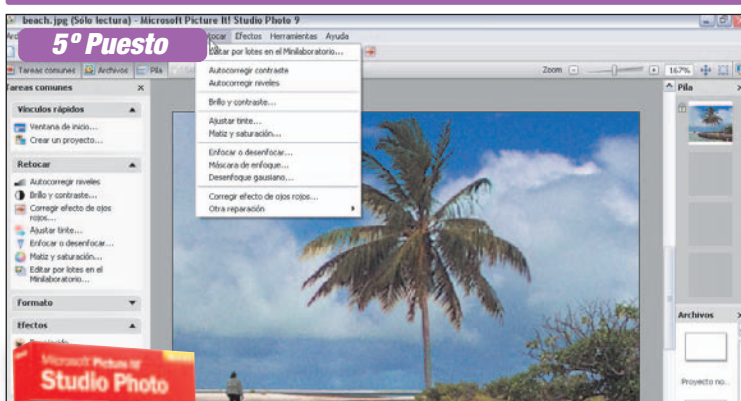 beach.jpg (Sólo lectura) - Microsoft Picture It! Studio Photo 9
5º Puesto
Efectos Herramientas Ayuda
Editar por lotes en el Minilaboratorio...
Autocorregir contraste
Autocorregir niveles
Brillo y contraste...
Ajustar tinte...
Matiz y saturación...
Enfocar o desenfocar...
Máscara de enfoque...
Desenfoque gausiano...
Corregir efecto de ojos rojos...
Otra reparación
Tareas comunes
Archivos
Pila
Zoom
167%
Tareas comunes
Vínculos rápidos
Ventana de inicio...
Crear un proyecto...
Retocar
Autocorregir niveles
Brillo y contraste...
Corregir efecto de ojos
rojos...
Ajustar tinte...
Enfocar o desenfocar...
Matiz y saturación...
Editar por lotes en el
Minilaboratorio...
Formato
Efectos
Pila
Archivos
Proyecto no...
Microsoft Picture It!
Studio Photo